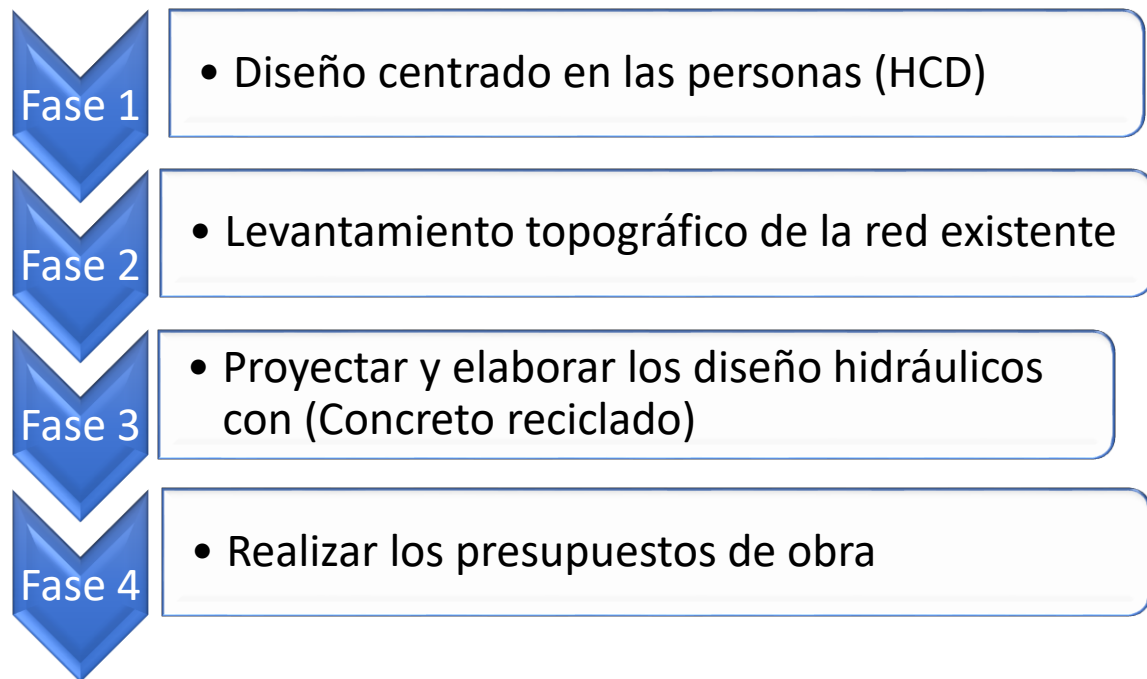 Fase 1
• Diseño centrado en las personas (HCD)
Fase 2
• Levantamiento topográfico de la red existente
Fase 3
• Proyectar y elaborar los diseño hidráulicos
con (Concreto reciclado)
Fase 4
• Realizar los presupuestos de obra